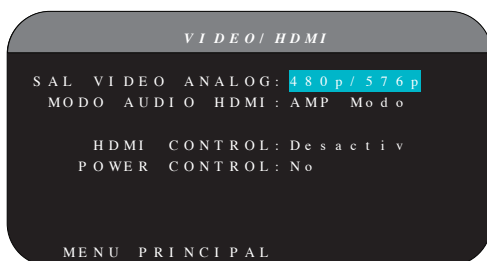 VIDEO/HDMI
SAL VIDEO ANALOG: 480p/576p
MODO AUDIO HDMI: AMP Modo
HDMI CONTROL: Desactiv
POWER CONTROL: No
MENU PRINCIPAL